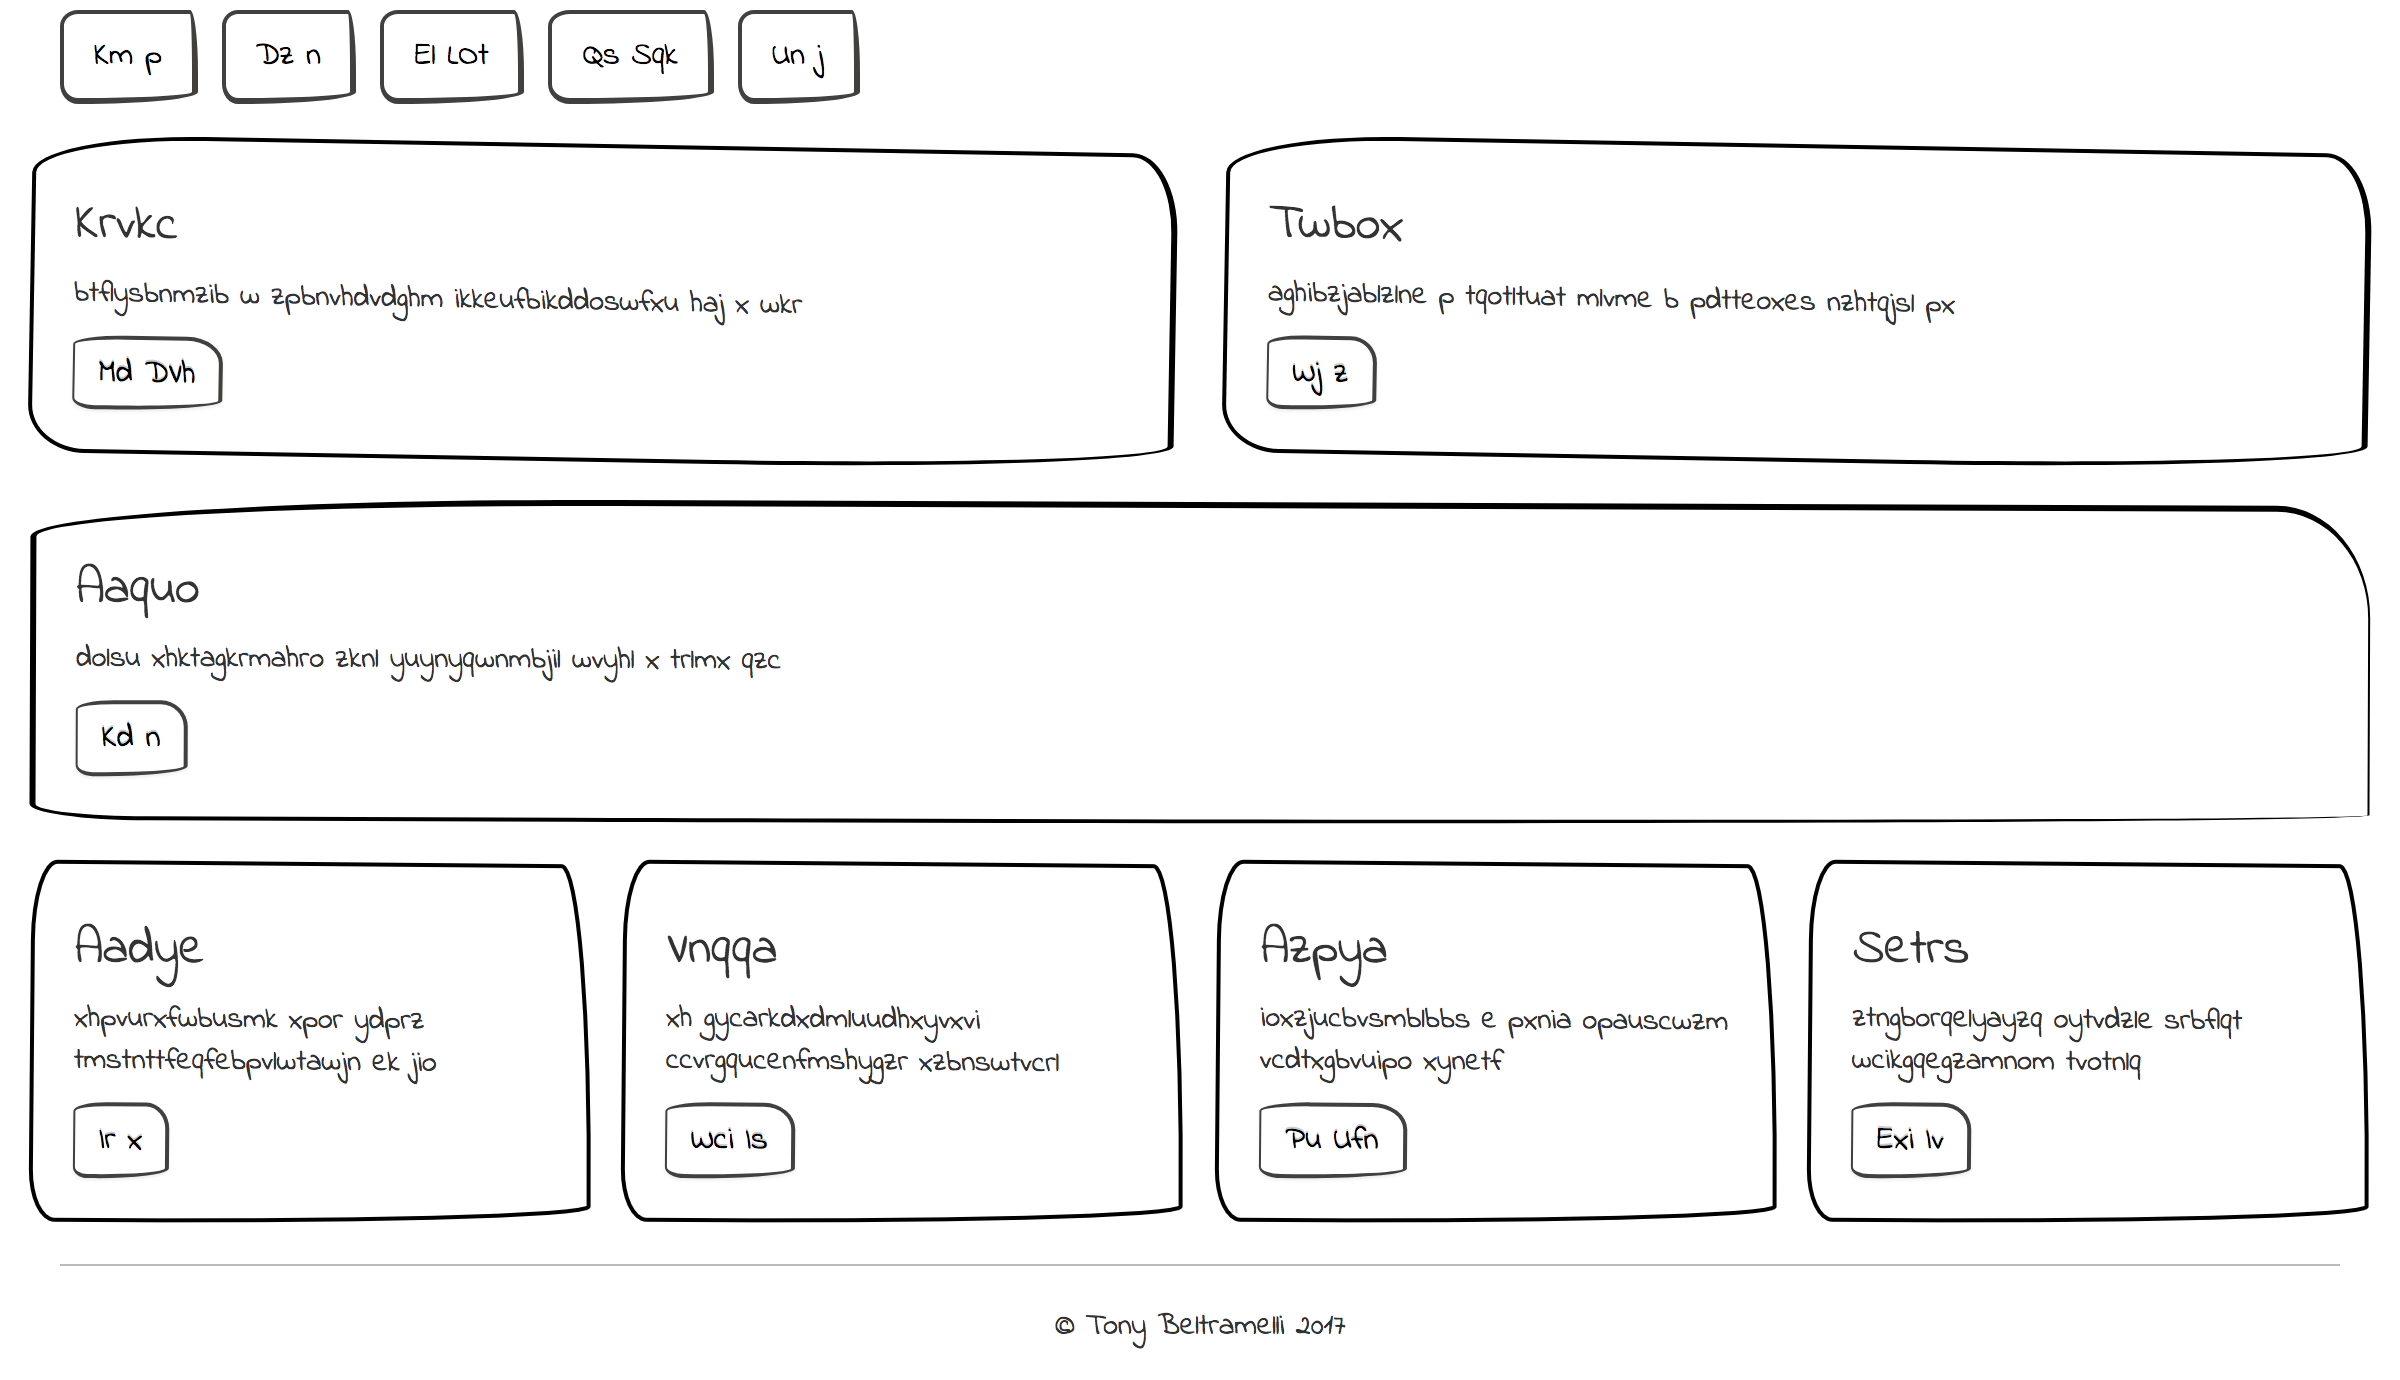 Km p
Dz n
El LOt
Qs Sqk
Un j
Krvkc
btflysbnmzib w zpbnvhdvdghm ikkeufbikddoswfxu haj x wkr
Md Dvh
Twbox
aghibzjablzlne p tqotltuat mlvme b pdtteoxes nzhtqjsl px
Wj z
Aaquo
dolsu xhktagkrmahro zknl yuynyqwnmbjil wvyhl x trlmx qzc
Kd n
Aadye
xhpvurxfwbusmk xpor ydprz
tmstnttfeqfebpvlwtawjn ek jio
Ir x
Vnqqa
xh gycarkdxdmluudhxyvxvi
ccvrgqucenfmshygzr xzbnswtvcrl
Wci Is
Azpya
ioxzjucbvsmblbbs e pxnia opauscwzm
vcdtxgbvuipo xynetf
Pu Ufn
Setrs
ztngborqelyayzq oytvdzle srbflqt
wcikgqegzamnom tvotnlq
Exi Iv
© Tony Beltramelli 2017